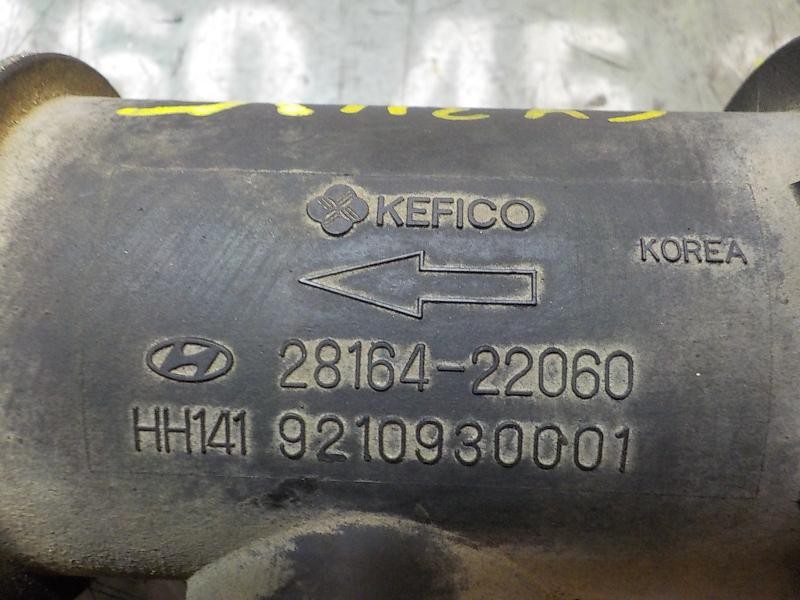 KEFICO
KOREA
28164-22060
HH141 9210930001